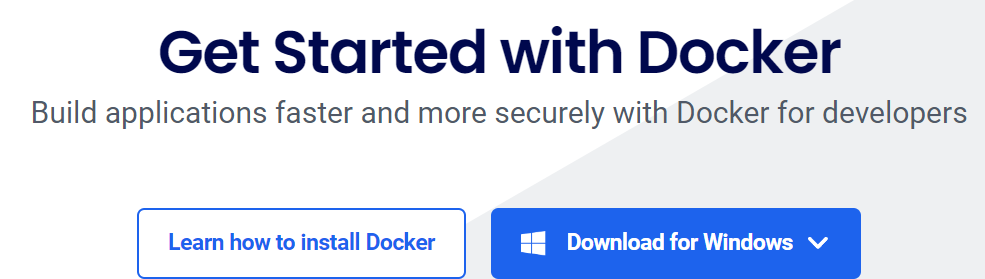 Get Started with Docker
Build applications faster and more securely with Docker for developers
Learn how to install Docker
Download for Windows